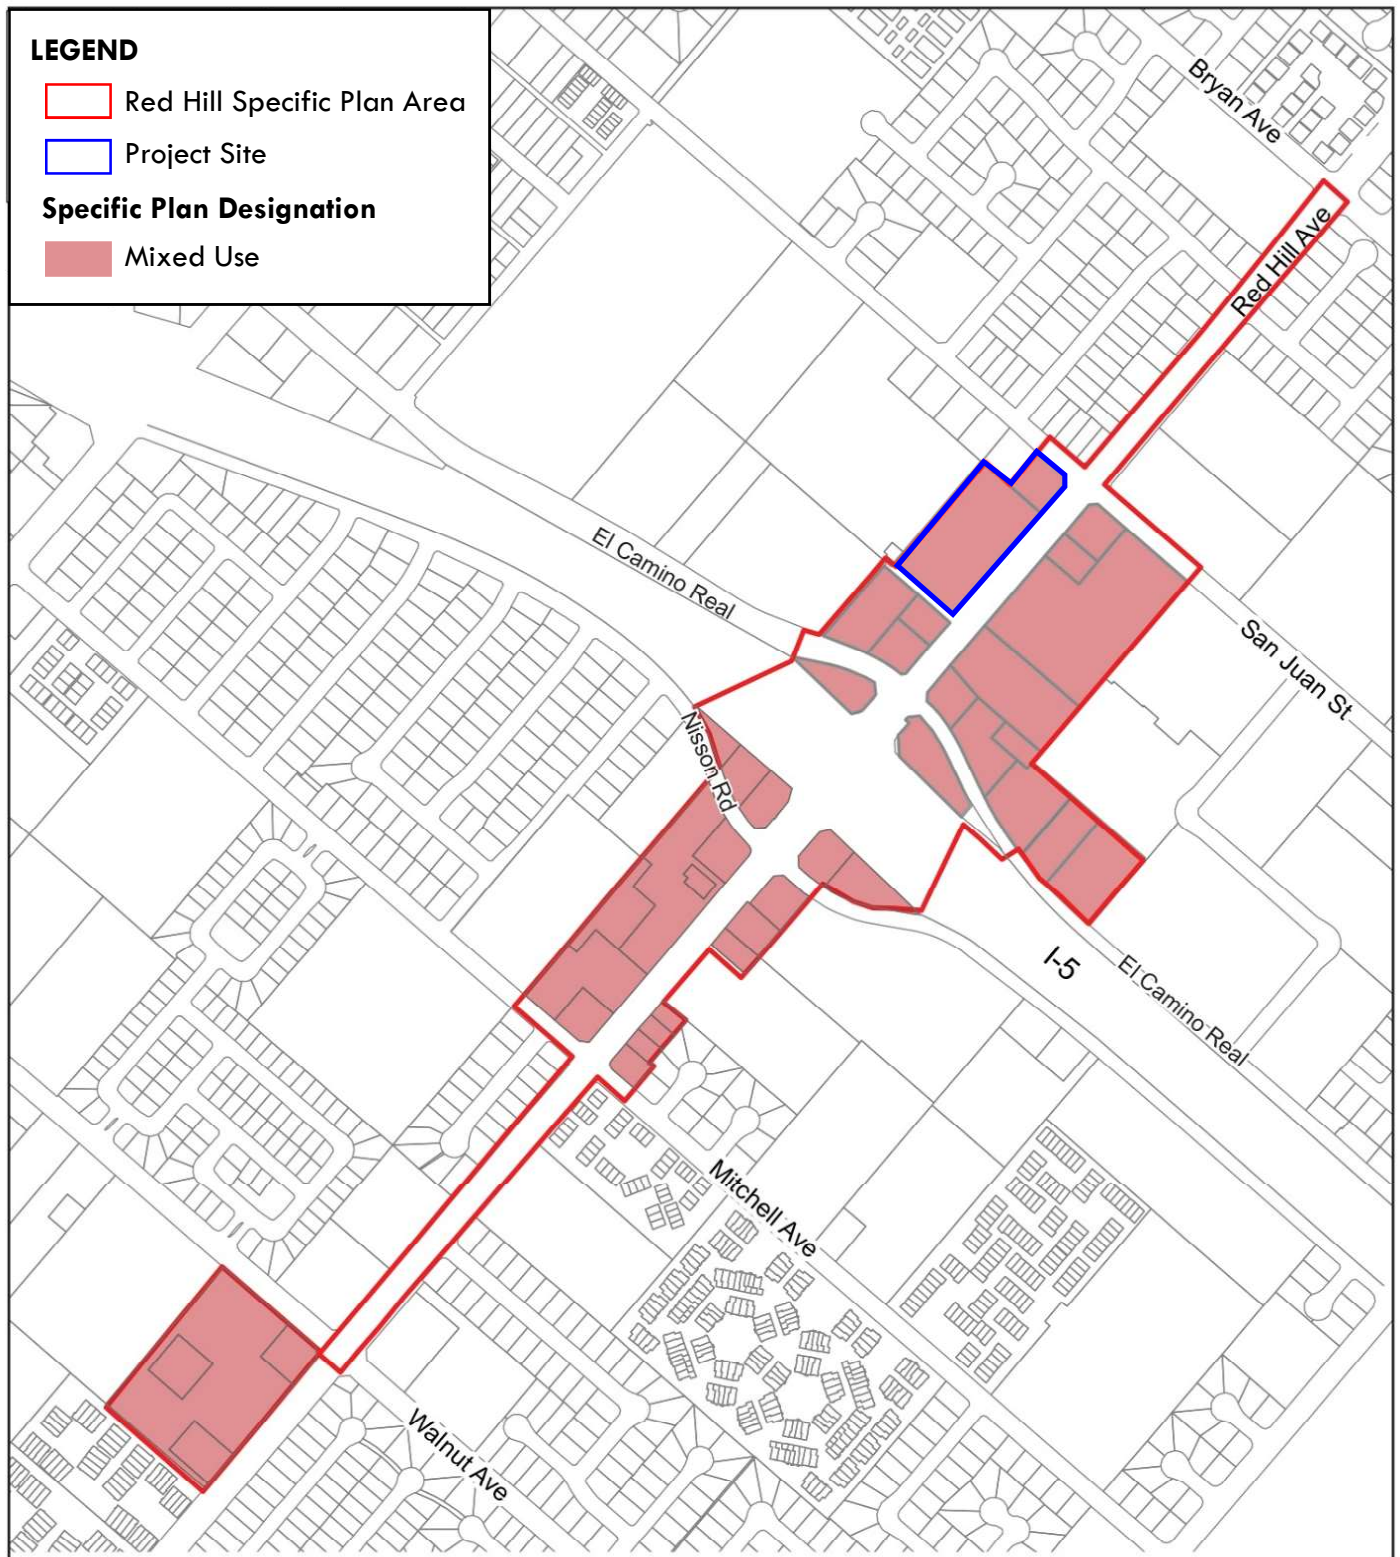 LEGEND
Red Hill Specific Plan Area
Project Site
Specific Plan Designation
Mixed Use
Bryan Ave
Red Hill Ave
El Camino Real
San Juan St
Nisson Rd
I-5
El Camino Real
Mitchell Ave
Walnut Ave